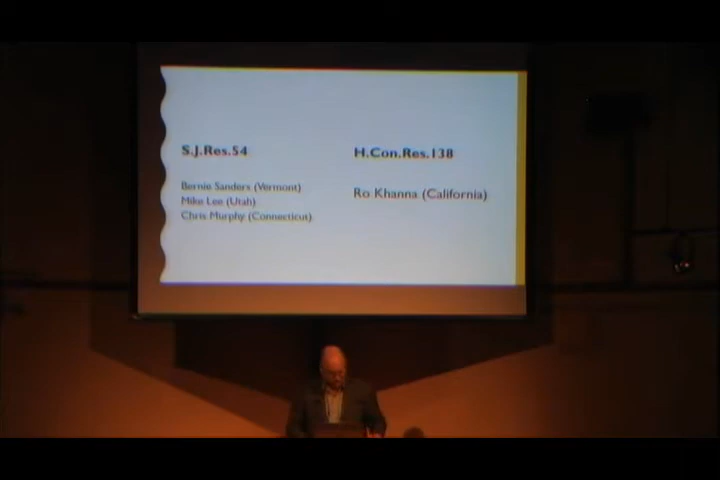 S.J.Res.54
Bernie Sanders (Vermont)
Mike Lee (Utah)
Chris Murphy (Connecticut)
H.Con.Res.138
Ro Khanna (California)